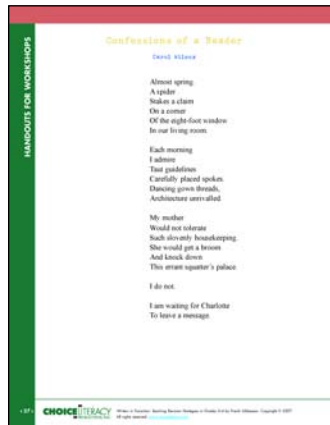 Confessions of a Reader
Carol Wilcox
Almost spring.
A spider
Stakes a claim
On a corner
Of the eight-foot window
In our living room.
Each morning
I admire
Taut guidelines
Carefully placed spokes.
Dancing gown threads,
Architecture unrivalled
My mother
Would not tolerate
Such slovenly housekeeping.
She would get a broom
And knock down
This errant squatter's palace
I do not.
I am waiting for Charlotte
To leave a message
HANDOUTS FOR WORKSHOPS
CHOICE LITERACY